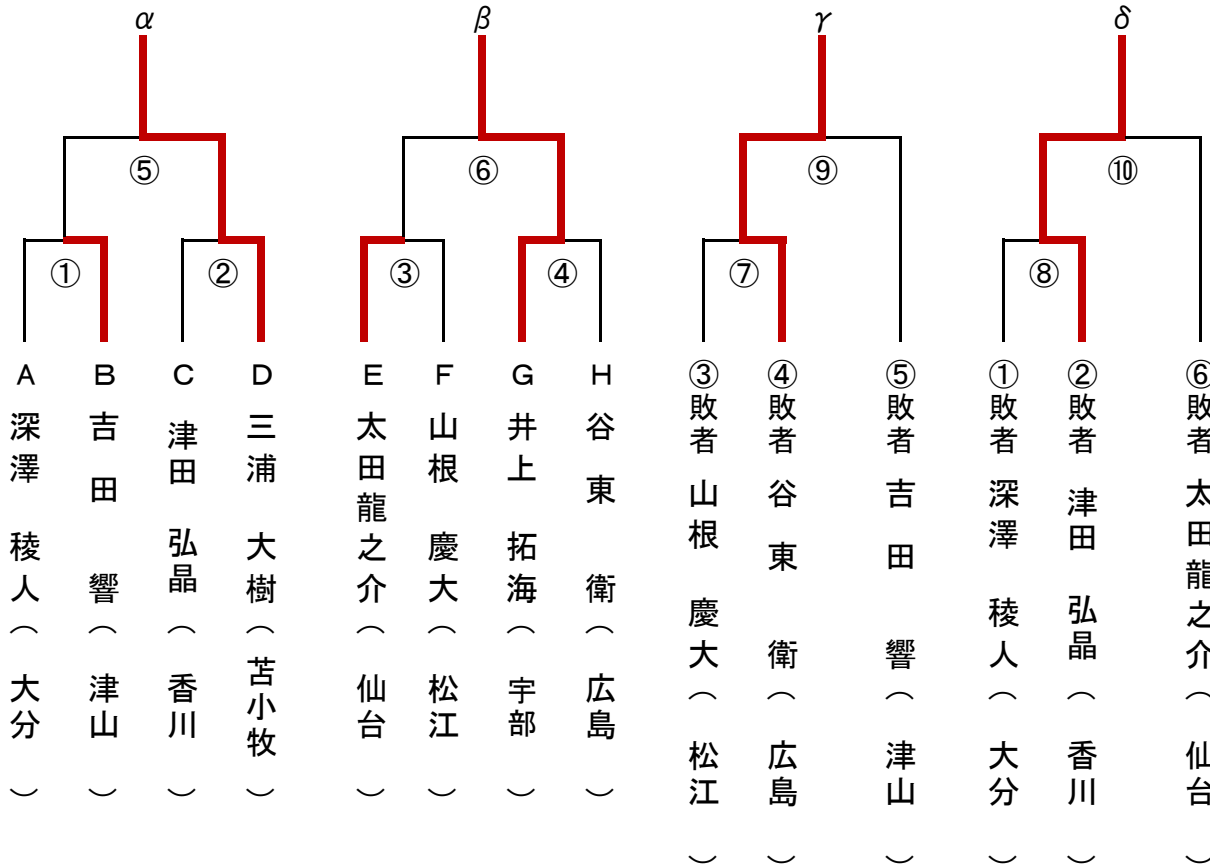 α
β
γ
δ
⑤
⑥
⑨
⑩
①
②
③
④
⑦
⑧
A 深澤 稜人（大分）
B 吉田 響（津山）
C 津田 弘晶（香川）
D 三浦 大樹（苫小牧）
E 太田龍之介（仙台）
F 山根 慶大（松江）
G 井上 拓海（宇部）
H 谷東 衛（広島）
③敗者 山根 慶大（松江）
④敗者 谷東 衛（広島）
⑤敗者 吉田 響（津山）
①敗者 深澤 稜人（大分）
②敗者 津田 弘晶（香川）
⑥敗者 太田龍之介（仙台）